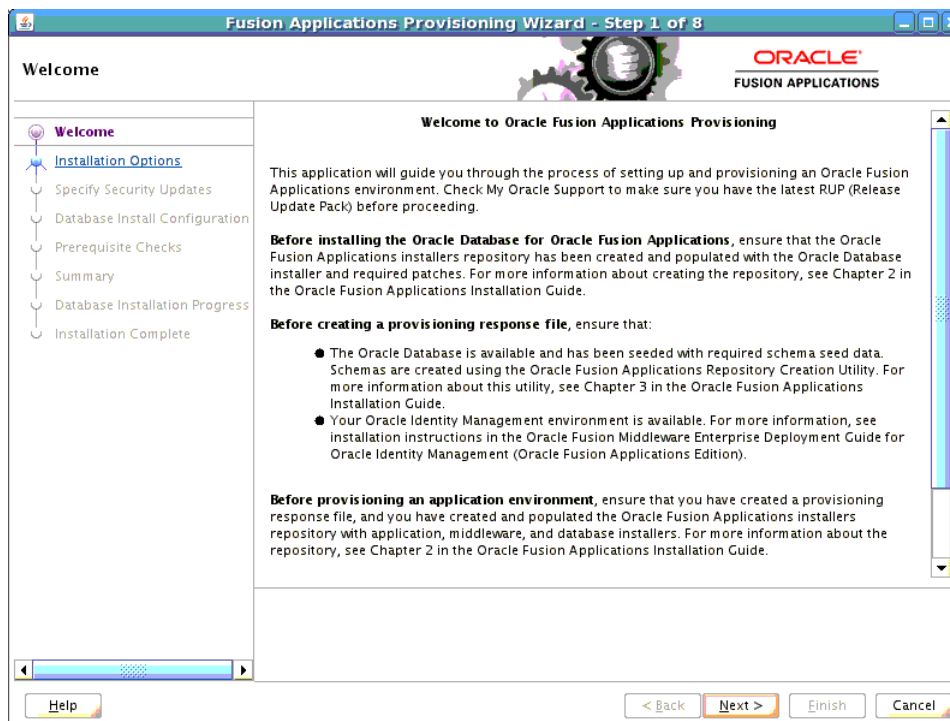 Fusion Applications Provisioning Wizard - Step 1 of 8
Welcome
ORACLE
FUSION APPLICATIONS
Welcome
Installation Options
Specify Security Updates
Database Install Configuration
Prerequisite Checks
Summary
Database Installation Progress
Installation Complete
Welcome to Oracle Fusion Applications Provisioning
This application will guide you through the process of setting up and provisioning an Oracle Fusion
Applications environment. Check My Oracle Support to make sure you have the latest RUP (Release
Update Pack) before proceeding.
Before installing the Oracle Database for Oracle Fusion Applications, ensure that the Oracle
Fusion Applications installers repository has been created and populated with the Oracle Database
installer and required patches. For more information about creating the repository, see Chapter 2 in
the Oracle Fusion Applications Installation Guide.
Before creating a provisioning response file, ensure that:
● The Oracle Database is available and has been seeded with required schema seed data.
Schemas are created using the Oracle Fusion Applications Repository Creation Utility. For
more information about this utility, see Chapter 3 in the Oracle Fusion Applications
Installation Guide.
● Your Oracle Identity Management environment is available. For more information, see
installation instructions in the Oracle Fusion Middleware Enterprise Deployment Guide for
Oracle Identity Management (Oracle Fusion Applications Edition).
Before provisioning an application environment, ensure that you have created a provisioning
response file, and you have created and populated the Oracle Fusion Applications installers
repository with application, middleware, and database installers. For more information about the
repository, see Chapter 2 in the Oracle Fusion Applications Installation Guide.
Help
< Back
Next >
Finish
Cancel